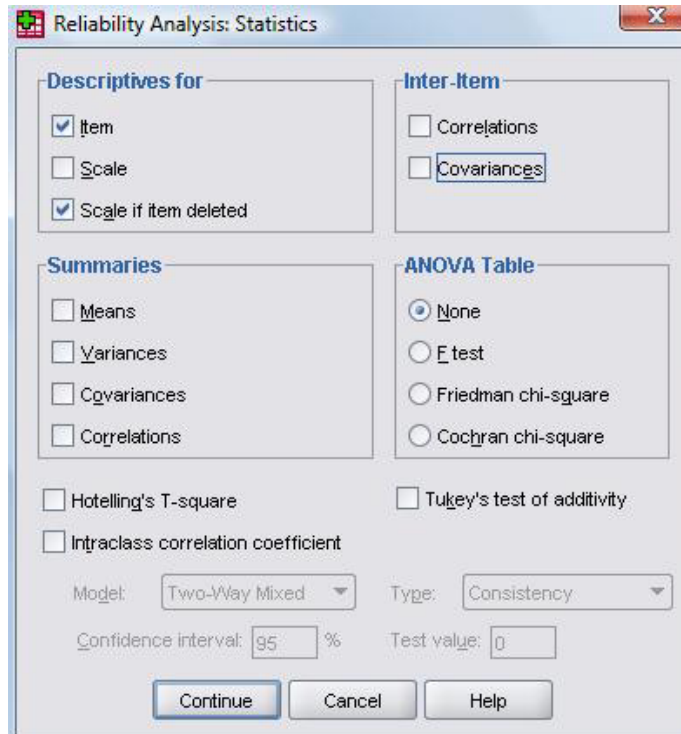 Reliability Analysis: Statistics
Descriptives for
Item
Scale
Scale if item deleted
Inter-Item
Correlations
Covariances
Summaries
Means
Variances
Covariances
Correlations
ANOVA Table
None
F test
Friedman chi-square
Cochran chi-square
Hotelling's T-square
Tukey's test of additivity
Intraclass correlation coefficient
Model: Two-Way Mixed Type: Consistency
Confidence interval: 95 % Test value: 0
Continue Cancel Help